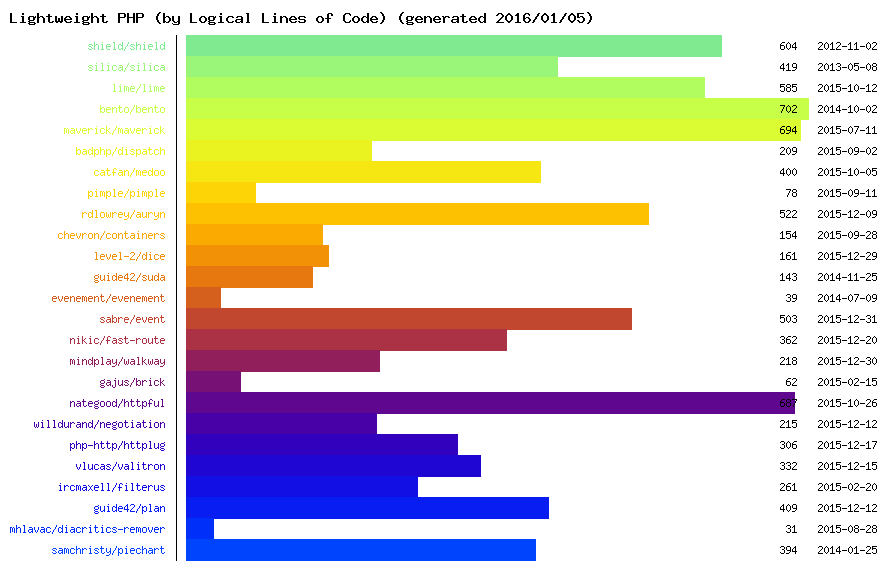 Lightweight PHP (by Logical Lines of Code) (generated 2016/01/05)
shield/shield 604 2012-11-02
silica/silica 419 2013-05-08
lime/lime 585 2015-10-12
bento/bento 702 2014-10-02
maverick/maverick 694 2015-07-11
badphp/dispatch 209 2015-09-02
catfan/medoo 400 2015-10-05
pimple/pimple 78 2015-09-11
rdlowrey/auryn 522 2015-12-09
chevron/containers 154 2015-09-28
level-2/dice 161 2015-12-29
guide42/suda 143 2014-11-25
evenement/evenement 39 2014-07-09
sabre/event 503 2015-12-31
nikic/fast-route 362 2015-12-20
mindplay/walkway 218 2015-12-30
gajus/brick 62 2015-02-15
nategood/httpful 687 2015-10-26
willdurand/negotiation 215 2015-12-12
php-http/httplug 306 2015-12-17
vlucas/valitron 332 2015-12-15
ircmaxell/filterus 261 2015-02-20
guide42/plan 409 2015-12-12
mhlavac/diacritics-remover 31 2015-08-28
samchristy/piechart 394 2014-01-25